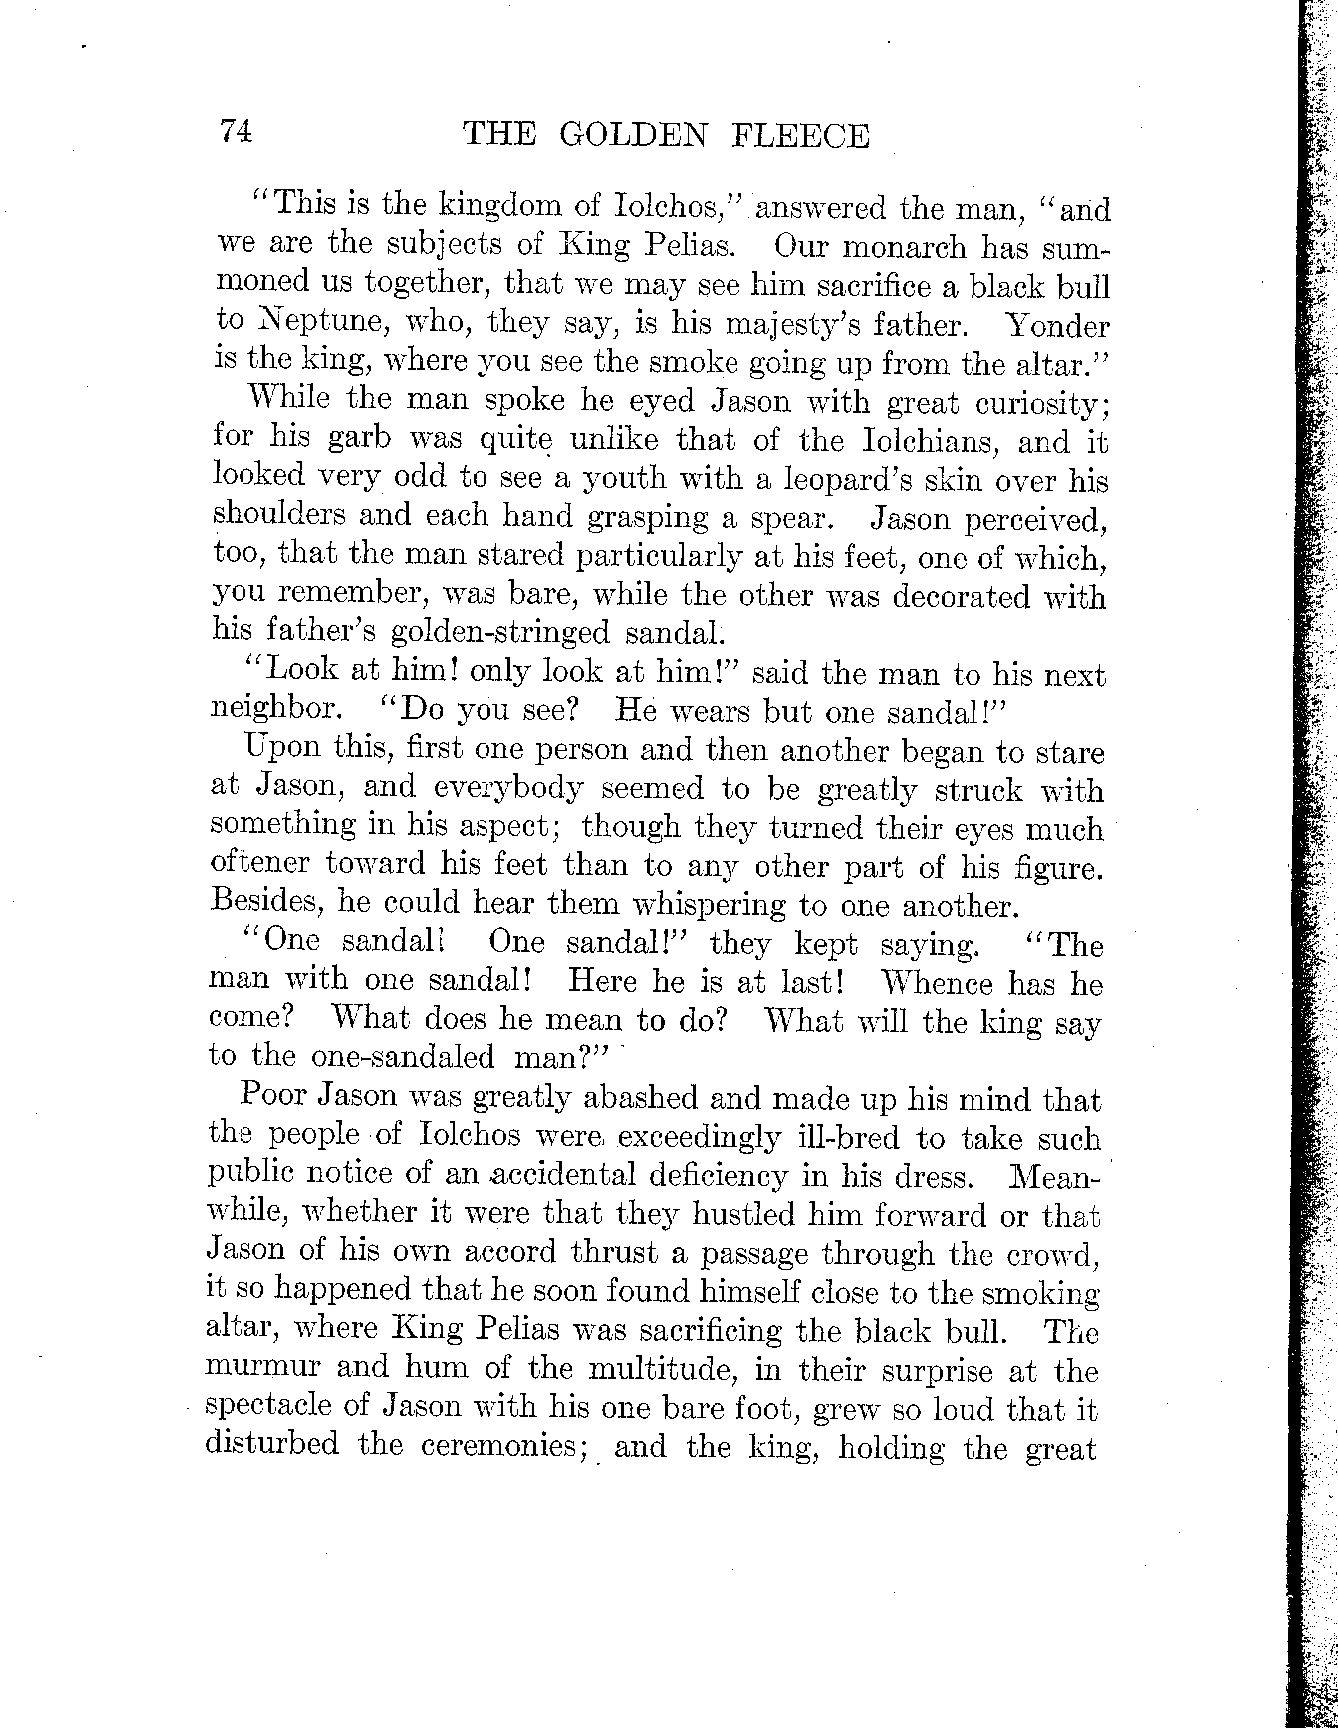 74 THE GOLDEN FLEECE
“This is the kingdom of Iolchos,” answered the man, “and
we are the subjects of King Pelias. Our monarch has sum-
moned us together, that we may see him sacrifice a black bull
to Neptune, who, they say, is his majesty’s father. Yonder
is the king, where you see the smoke going up from the altar.”
While the man spoke he eyed Jason with great curiosity;
for his garb was quite unlike that of the Iolchians, and it
looked very odd to see a youth with a leopard’s skin over his
shoulders and each hand grasping a spear. Jason perceived,
too, that the man stared particularly at his feet, one of which,
you remember, was bare, while the other was decorated with
his father’s golden-stringed sandal.
“Look at him! only look at him!” said the man to his next
neighbor. “Do you see? He wears but one sandal!”
Upon this, first one person and then another began to stare
at Jason, and everybody seemed to be greatly struck with
something in his aspect; though they turned their eyes much
oftener toward his feet than to any other part of his figure.
Besides, he could hear them whispering to one another.
“One sandal! One sandal!” they kept saying. “The
man with one sandal! Here he is at last! Whence has he
come? What does he mean to do? What will the king say
to the one-sandaled man?”
Poor Jason was greatly abashed and made up his mind that
the people of Iolchos were exceedingly ill-bred to take such
public notice of an accidental deficiency in his dress. Mean-
while, whether it were that they hustled him forward or that
Jason of his own accord thrust a passage through the crowd,
it so happened that he soon found himself close to the smoking
altar, where King Pelias was sacrificing the black bull. The
murmur and hum of the multitude, in their surprise at the
spectacle of Jason with his one bare foot, grew so loud that it
disturbed the ceremonies; and the king, holding the great